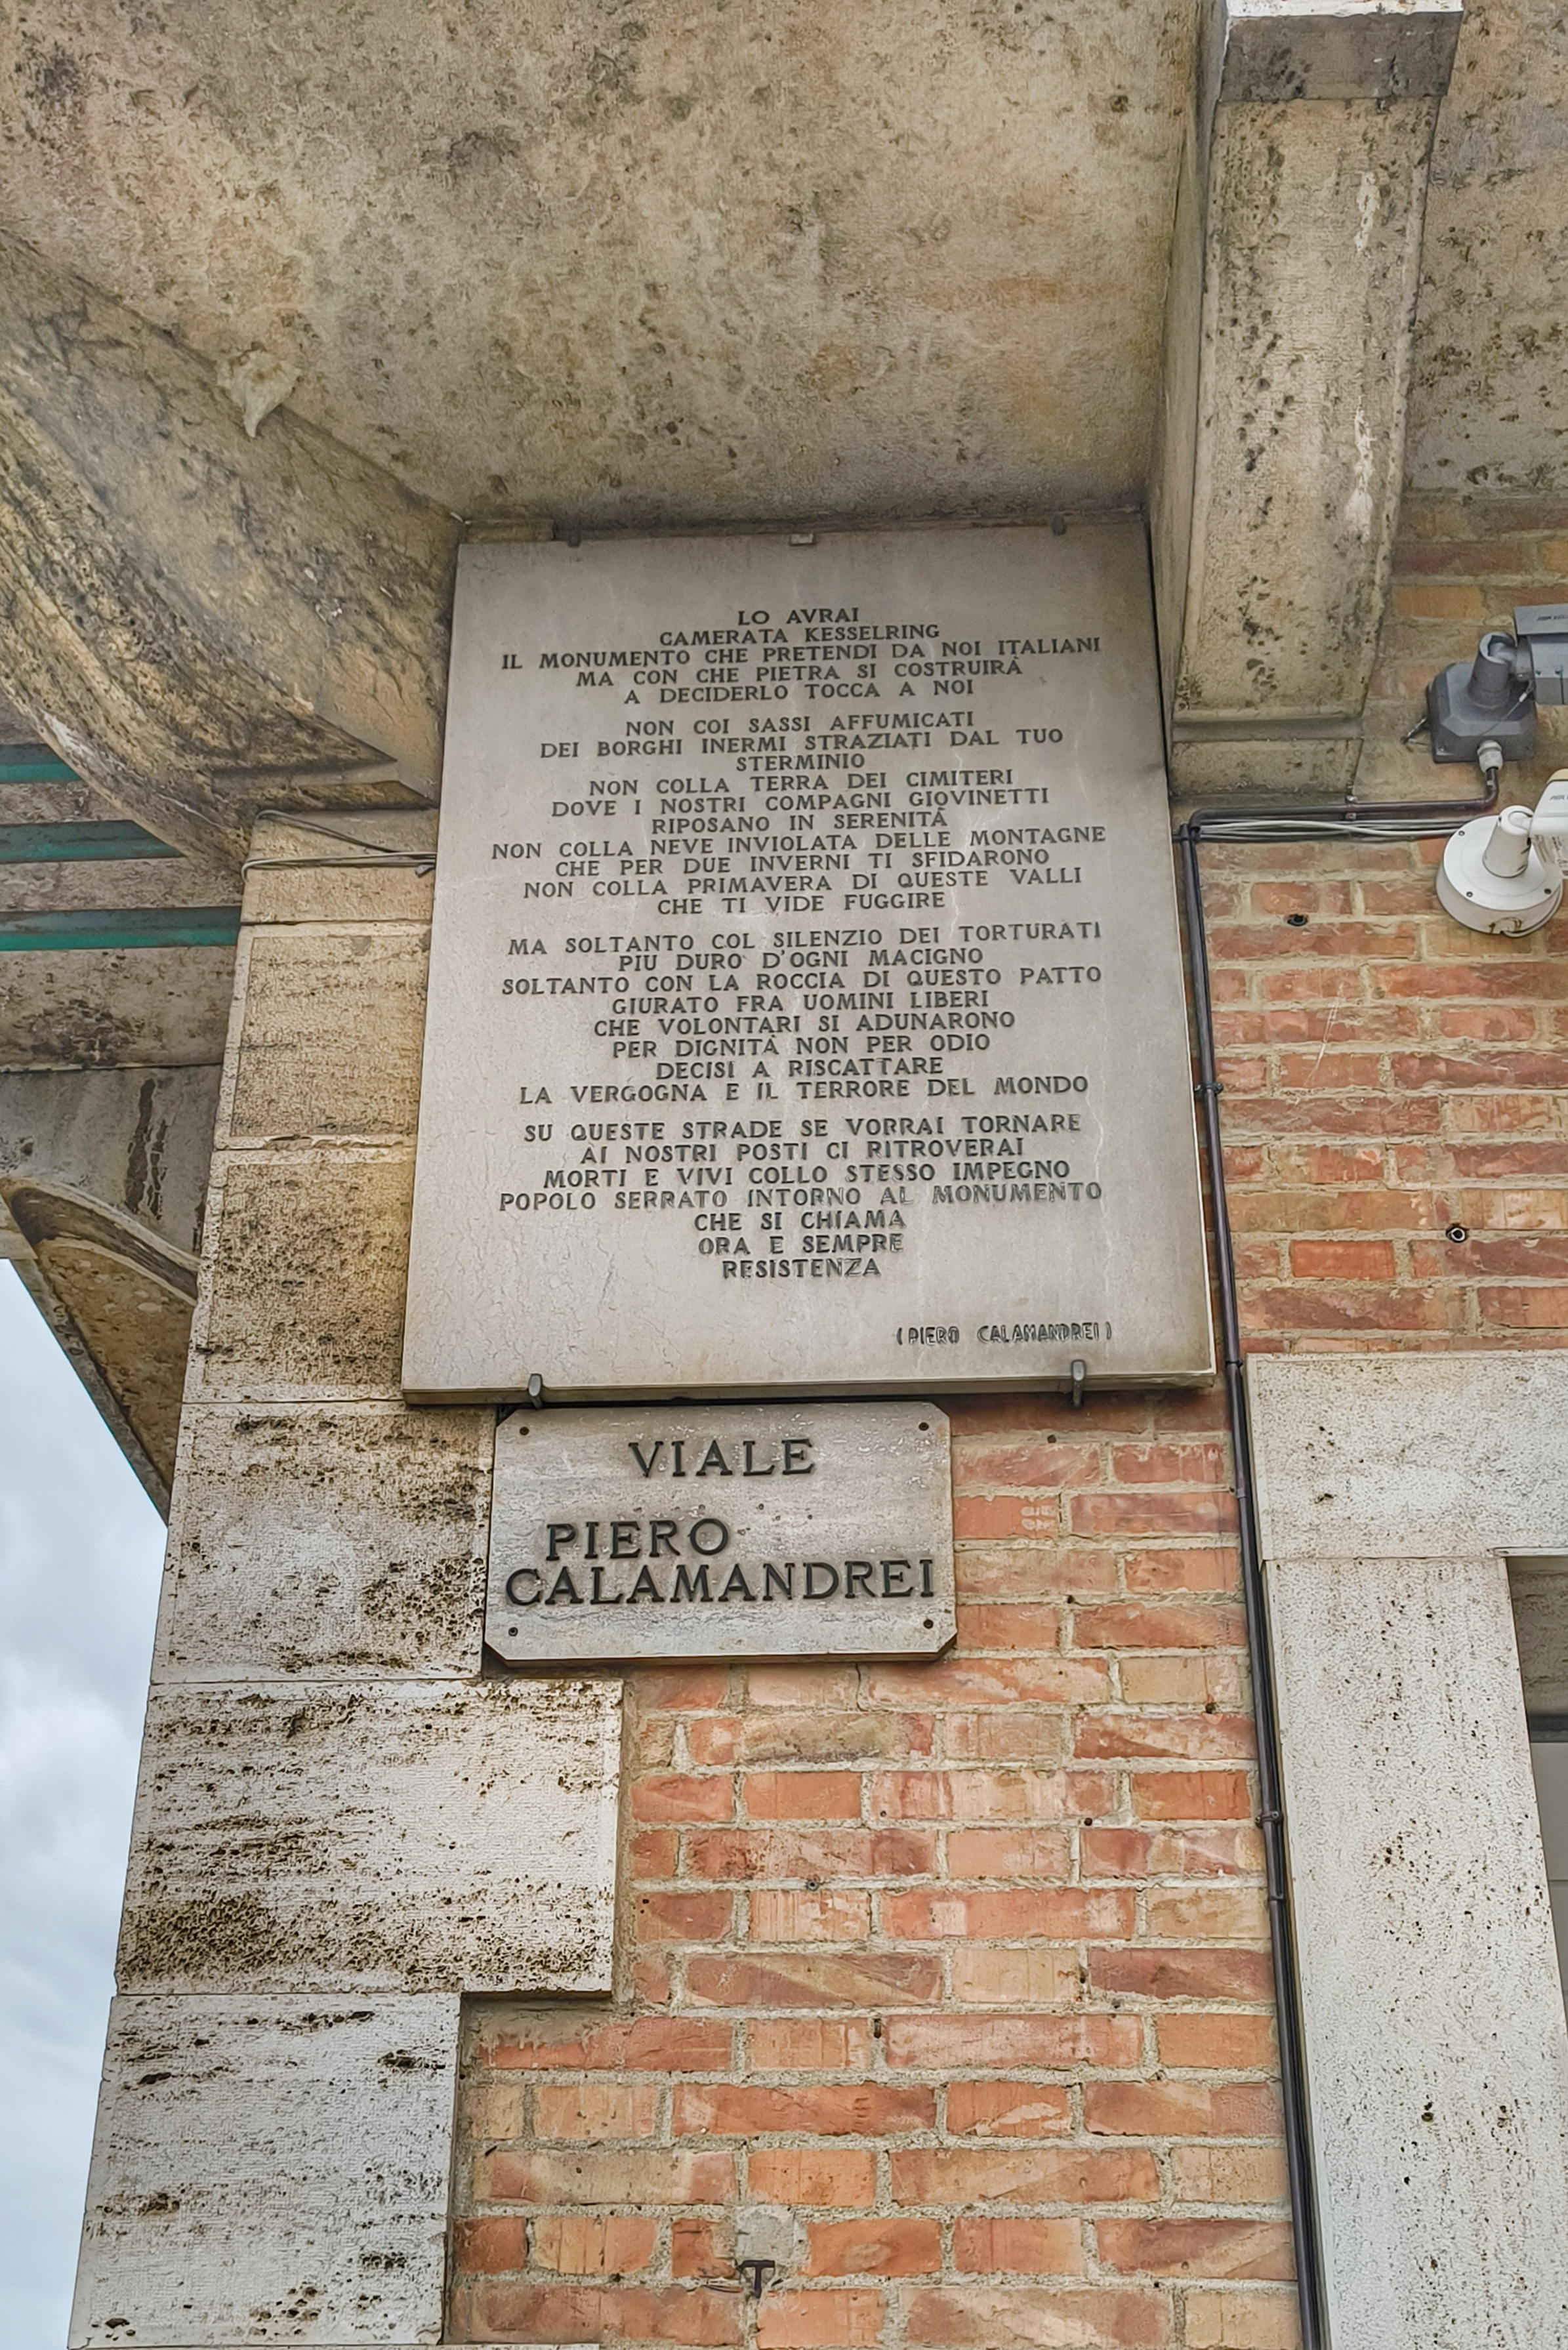 LO AVRAI
CAMERATA KESSELRING
IL MONUMENTO CHE PRETENDI DA NOI ITALIANI
MA CON CHE PIETRA SI COSTRUIRÀ
A DECIDERLO TOCCA A NOI
NON COI SASSI AFFUMICATI
DEI BORGHI INERMI STRAZIATI DAL TUO
STERMINIO
NON COLLA TERRA DEI CIMITERI
DOVE I NOSTRI COMPAGNI GIOVINETTI
RIPOSANO IN SERENITÀ
NON COLLA NEVE INVIOLATA DELLE MONTAGNE
CHE PER DUE INVERNI TI SFIDARONO
NON COLLA PRIMAVERA DI QUESTE VALLI
CHE TI VIDE FUGGIRE
MA SOLTANTO COL SILENZIO DEI TORTURATI
PIU DURO D'OGNI MACIGNO
SOLTANTO CON LA ROCCIA DI QUESTO PATTO
GIURATO FRA UOMINI LIBERI
CHE VOLONTARI SI ADUNARONO
PER DIGNITÀ NON PER ODIO
DECISI A RISCATTARE
LA VERGOGNA E IL TERRORE DEL MONDO
SU QUESTE STRADE SE VORRAI TORNARE
AI NOSTRI POSTI CI RITROVERAI
MORTI E VIVI COLLO STESSO IMPEGNO
POPOLO SERRATO INTORNO AL MONUMENTO
CHE SI CHIAMA
ORA E SEMPRE
RESISTENZA
(PIERO CALAMANDREI)
VIALE
PIERO
CALAMANDREI